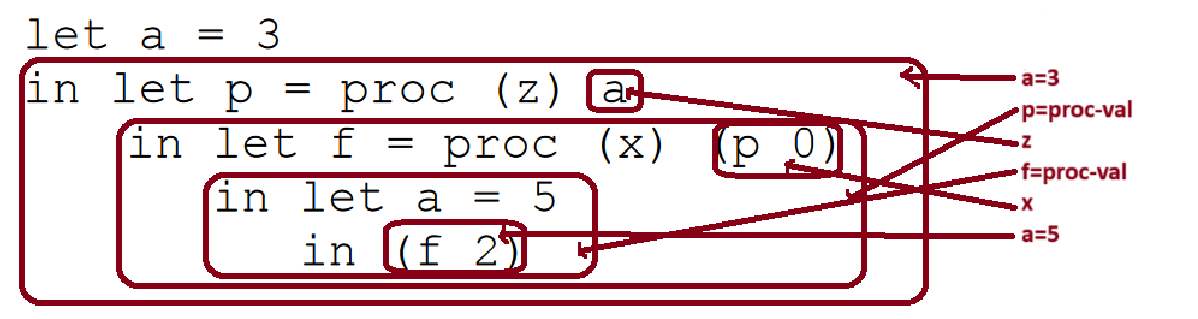 let a = 3
in let p = proc (z) a
in let f = proc (x) (p 0)
in let a = 5
in (f 2)
a=3
p=proc-val
z
f=proc-val
x
a=5